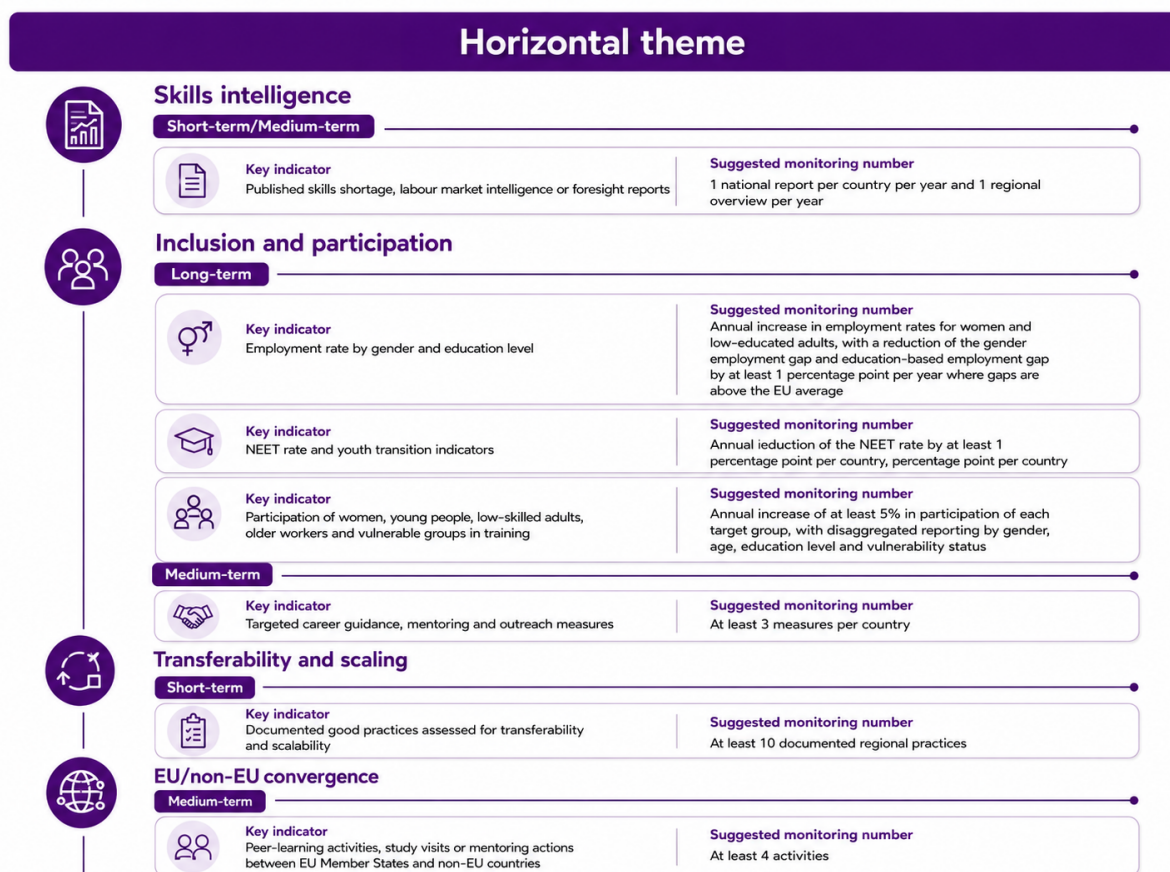 Horizontal theme
Skills intelligence
Short-term/Medium-term
Key indicator
Published skills shortage, labour market intelligence or foresight reports
Suggested monitoring number
1 national report per country per year and 1 regional
overview per year
Inclusion and participation
Long-term
Key indicator
Employment rate by gender and education level
Suggested monitoring number
Annual increase in employment rates for women and
low-educated adults, with a reduction of the gender
employment gap and education-based employment gap
by at least 1 percentage point per year where gaps are
above the EU average
Key indicator
NEET rate and youth transition indicators
Suggested monitoring number
Annual ieduction of the NEET rate by at least 1
percentage point per country, percentage point per country
Key indicator
Participation of women, young people, low-skilled adults,
older workers and vulnerable groups in training
Suggested monitoring number
Annual increase of at least 5% in participation of each
target group, with disaggregated reporting by gender,
age, education level and vulnerability status
Medium-term
Key indicator
Targeted career guidance, mentoring and outreach measures
Suggested monitoring number
At least 3 measures per country
Transferability and scaling
Short-term
Key indicator
Documented good practices assessed for transferability
and scalability
Suggested monitoring number
At least 10 documented regional practices
EU/non-EU convergence
Medium-term
Key indicator
Peer-learning activities, study visits or mentoring actions
between EU Member States and non-EU countries
Suggested monitoring number
At least 4 activities